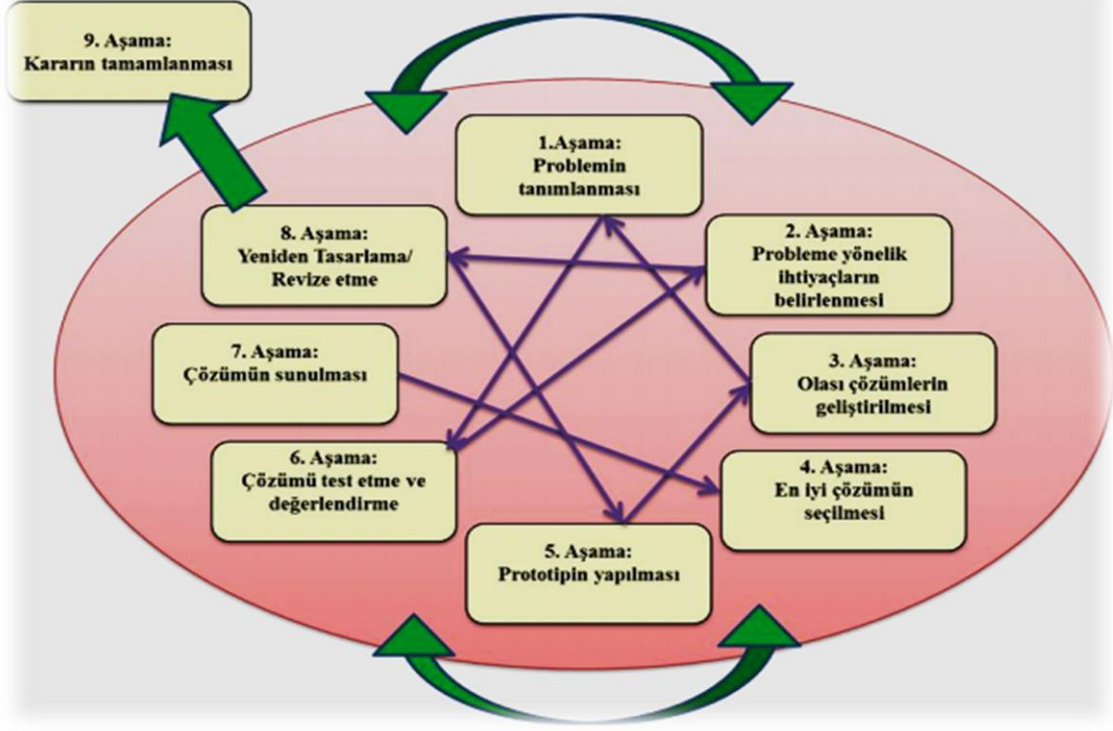 9. Aşama:
Kararın tamamlanması
1.Aşama:
Problemin
tanımlanması
2. Aşama:
Probleme yönelik
ihtiyaçların
belirlenmesi
3. Aşama:
Olası çözümlerin
geliştirilmesi
4. Aşama:
En iyi çözümün
seçilmesi
5. Aşama:
Prototipin yapılması
6. Aşama:
Çözümü test etme ve
değerlendirme
7. Aşama:
Çözümün sunulması
8. Aşama:
Yeniden Tasarlama/
Revize etme